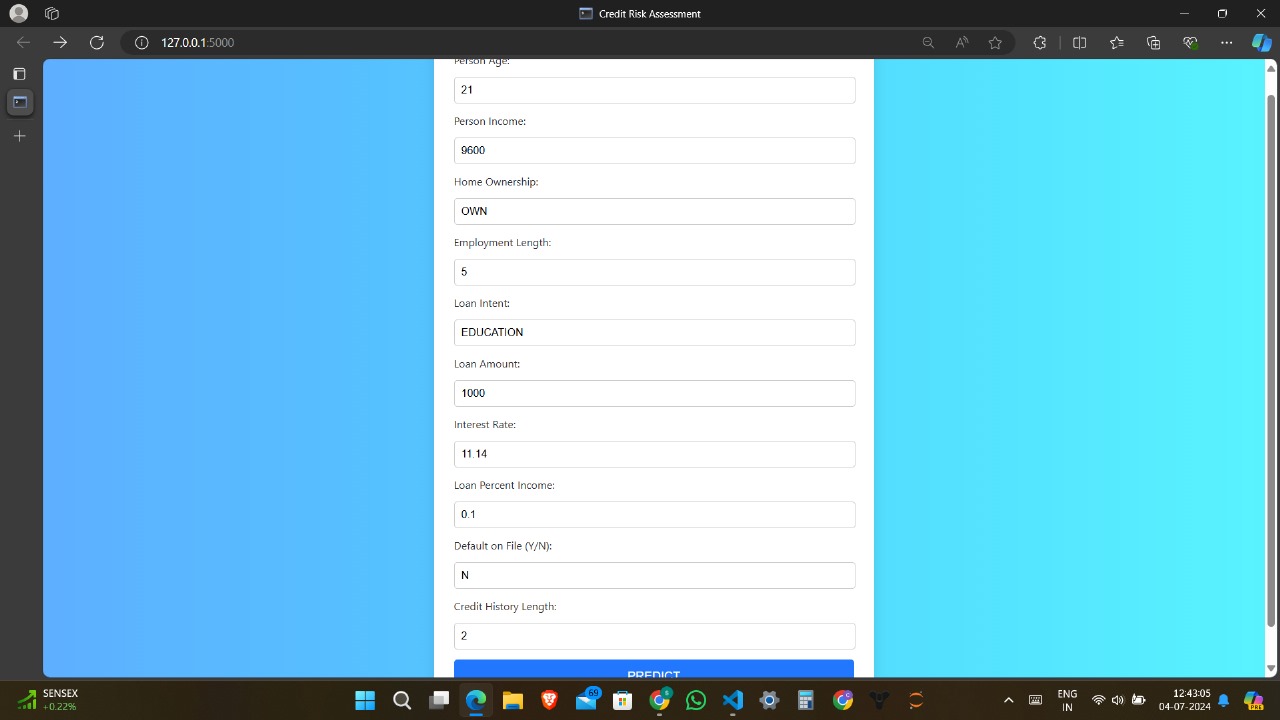 Credit Risk Assessment
127.0.0.1:5000
Person Age:
21
Person Income:
9600
Home Ownership:
OWN
Employment Length:
5
Loan Intent:
EDUCATION
Loan Amount:
1000
Interest Rate:
11.14
Loan Percent Income:
0.1
Default on File (Y/N):
N
Credit History Length:
2
PREDICT
SENSEX
+0.22%
69
PRE
ENG
IN
12:43:05
04-07-2024